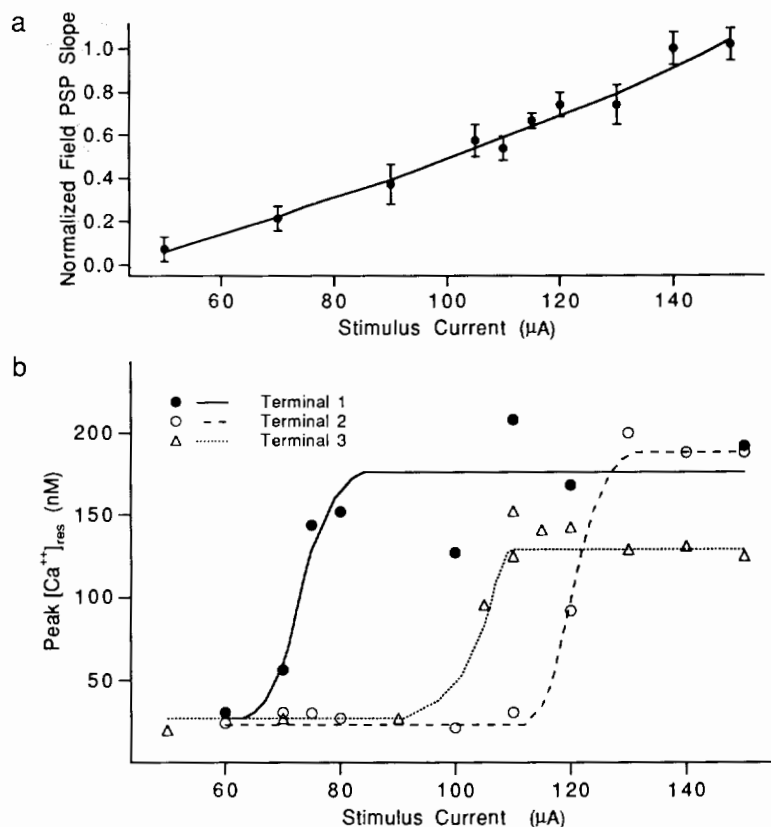 a
Normalized Field PSP Slope
1.0
0.8
0.6
0.4
0.2
0.0
60 80 100 120 140
Stimulus Current (μA)
b
Terminal 1
Terminal 2
Terminal 3
Peak [Ca++]res (nM)
200
150
100
50
60 80 100 120 140
Stimulus Current (μA)